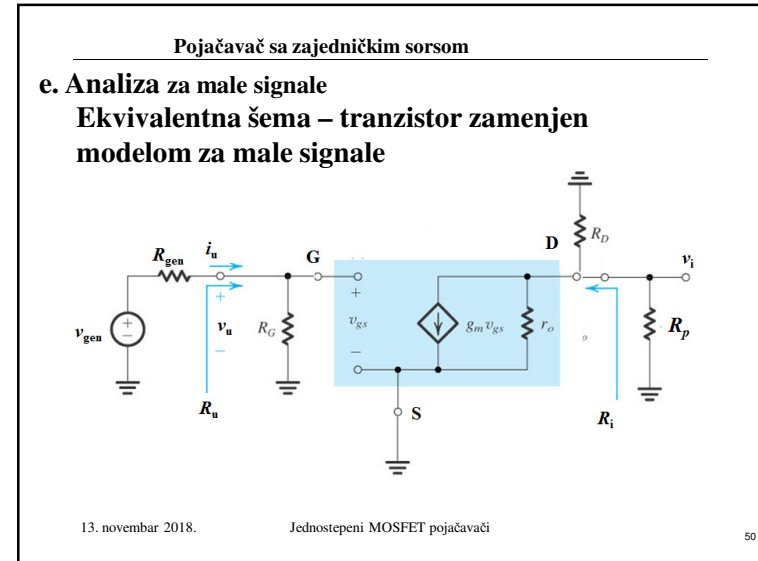 Pojačavač sa zajedničkim sorsom
e. Analiza za male signale
Ekvivalentna šema – tranzistor zamenjen
modelom za male signale
R_gen
i_u
G
D
R_D
v_i
+
v_gen
+
−
+
v_u
−
R_G
+
v_gs
−
g_m v_gs
r_o
R_p
o
R_u
S
R_i
13. novembar 2018.
Jednostepeni MOSFET pojačavači
50